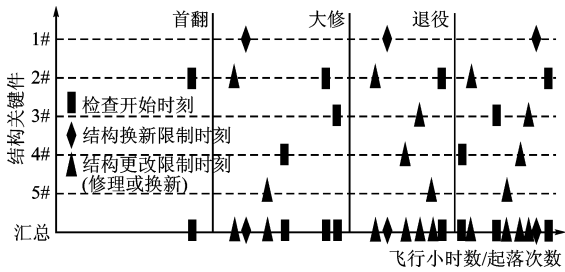 首翻 大修 退役
1#
2#
3#
4#
5#
汇总
结构关键件
检查开始时刻
结构换新限制时刻
结构更改限制时刻
(修理或换新)
飞行小时数/起落次数